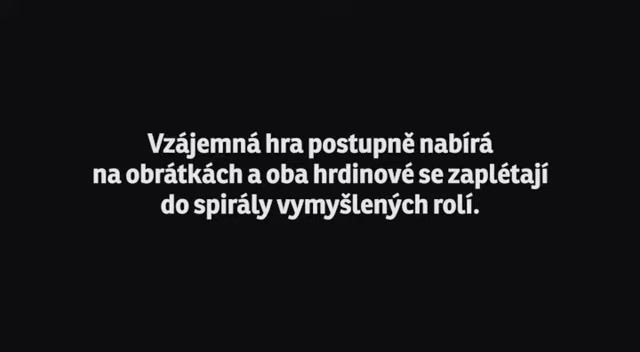 Vzájemná hra postupně nabírá
na obrátkách a oba hrdinové se zaplétají
do spirály vymyšlených rolí.